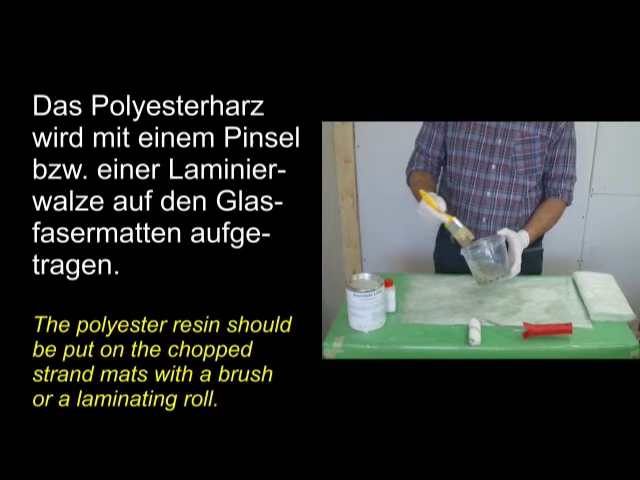 Das Polyesterharz
wird mit einem Pinsel
bzw. einer Laminier-
walze auf den Glas-
fasermatten aufge-
tragen.
The polyester resin should
be put on the chopped
strand mats with a brush
or a laminating roll.